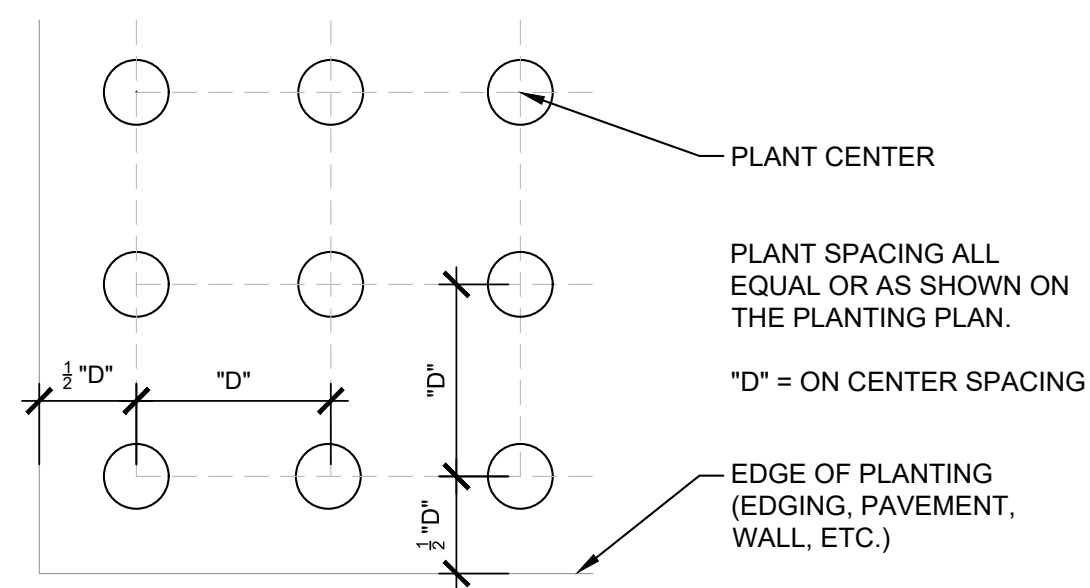 PLANT CENTER
PLANT SPACING ALL
EQUAL OR AS SHOWN ON
THE PLANTING PLAN.
½ "D"
"D"
"D"
"D" = ON CENTER SPACING
EDGE OF PLANTING
(EDGING, PAVEMENT,
WALL, ETC.)
½ "D"